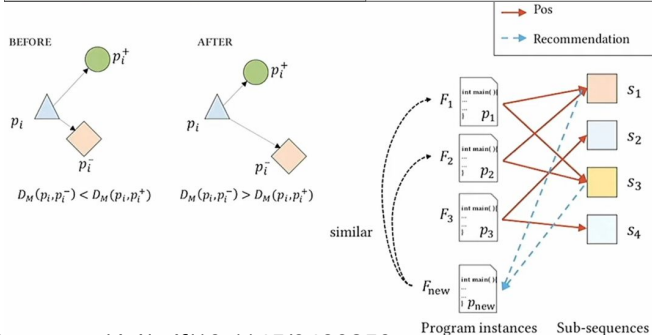 Pos
Recommendation
BEFORE
AFTER
p_i^+
p_i^+
p_i
p_i
p_i^-
p_i^-
D_M(p_i,p_i^-) < D_M(p_i,p_i^+)
D_M(p_i,p_i^-) > D_M(p_i,p_i^+)
similar
F_1
int main( ){
...
...
}
p_1
s_1
s_2
F_2
int main( ){
...
...
}
p_2
s_3
F_3
int main( ){
...
...
}
p_3
s_4
F_new
int main( ){
...
...
}
p_new
Program instances
Sub-sequences